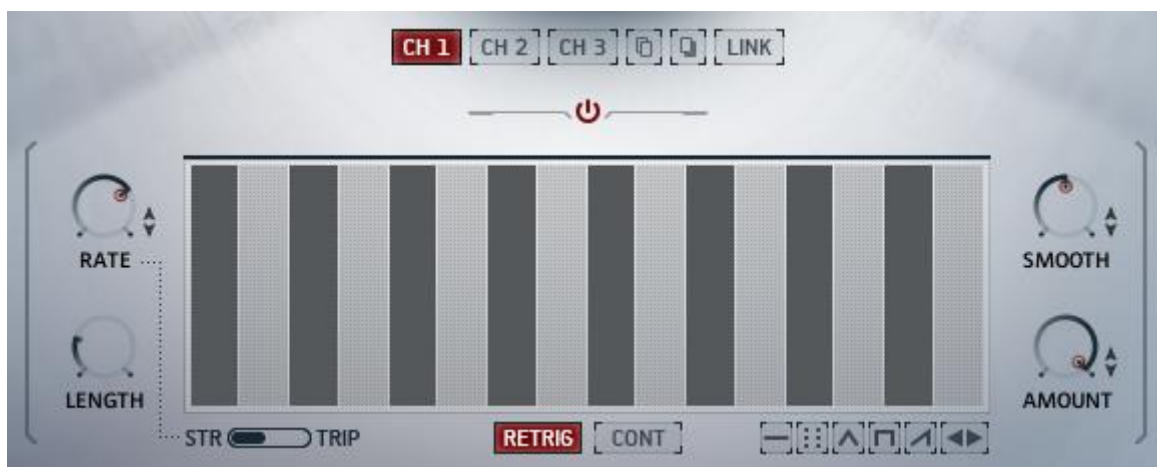 CH 1 CH 2 CH 3 LINK
RATE
SMOOTH
LENGTH
AMOUNT
STR TRIP RETRIG CONT